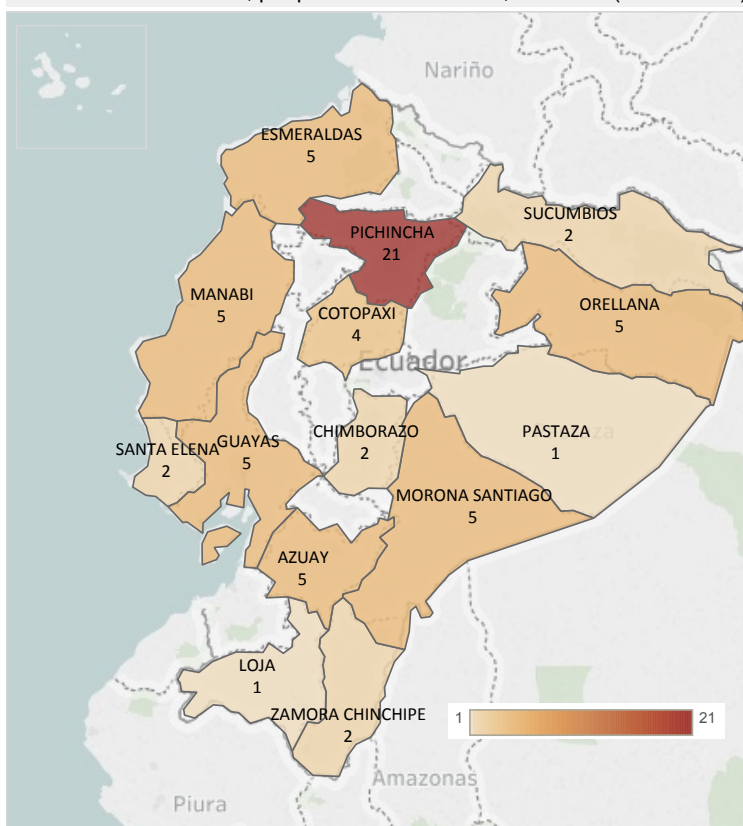 Nariño
ESMERALDAS
5
SUCUMBIOS
2
PICHINCHA
21
MANABI
5
ORELLANA
5
COTOPAXI
4
Ecuador
SANTA ELENA
2
GUAYAS
5
CHIMBORAZO
2
PASTAZA
1
MORONA SANTIAGO
5
AZUAY
5
LOJA
1
ZAMORA CHINCHIPE
2
1
21
Amazonas
Piura